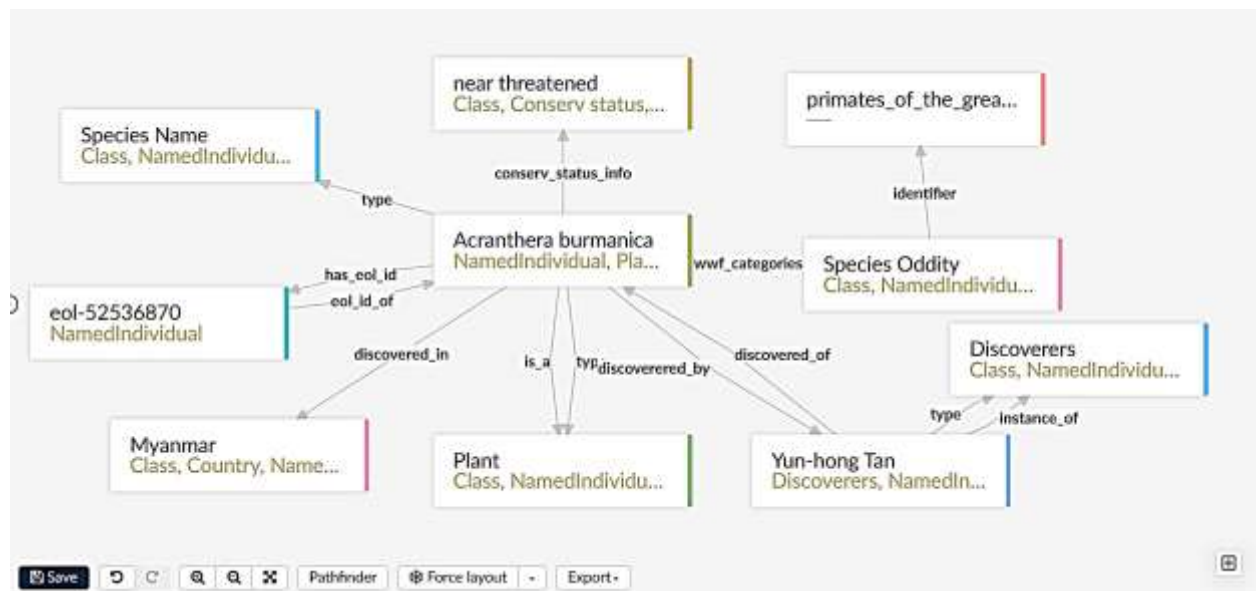 near threatened
Class, Conserv status,...
primates_of_the_grea...
Species Name
Class, NamedIndividu...
conserv_status_info
identifier
type
Acranthera burmanica
NamedIndividual, Pla...
wwf_categories
Species Oddity
Class, NamedIndividu...
has_eol_id
eol_id_of
eol-52536870
NamedIndividual
discovered_in
is_a
typ
discoverered_by
discovered_of
Discoverers
Class, NamedIndividu...
type
instance_of
Myanmar
Class, Country, Name...
Plant
Class, NamedIndividu...
Yun-hong Tan
Discoverers, NamedIn...
Save
Pathfinder
Force layout
Export